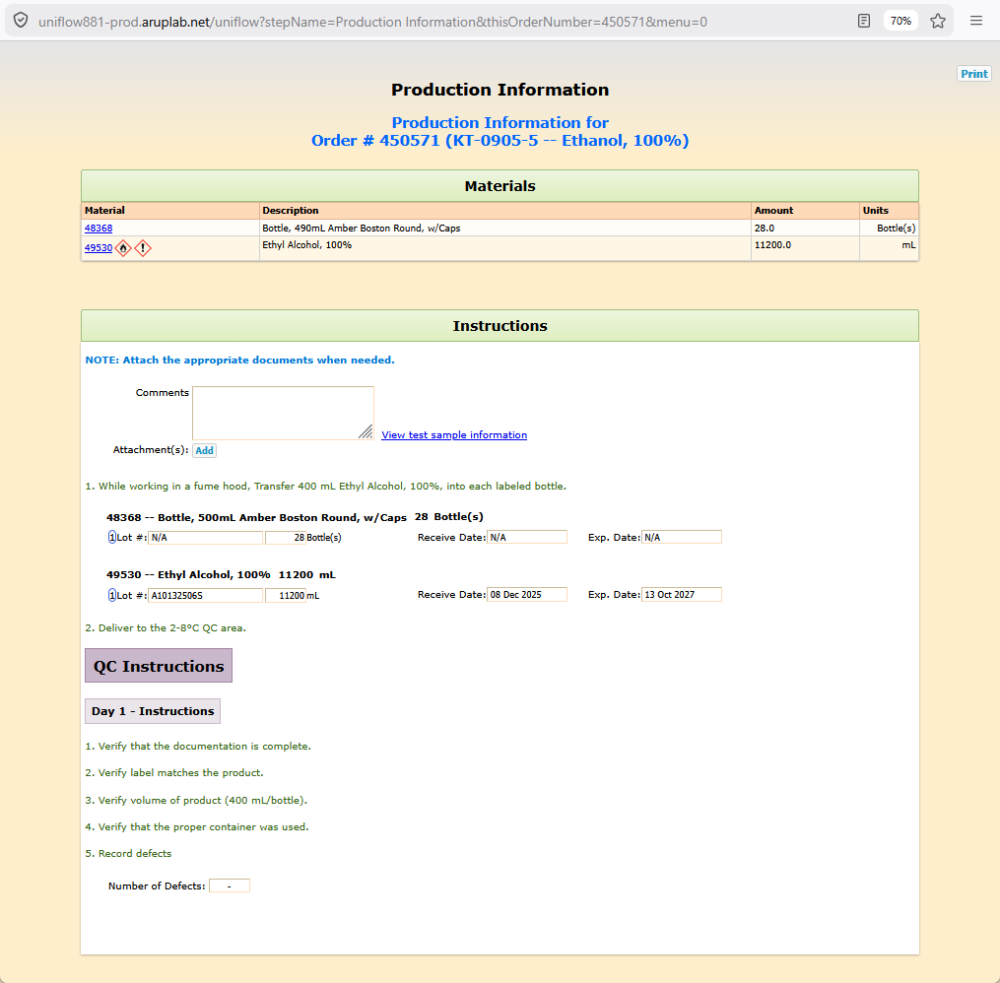 uniflow881-prod.aruplab.net/uniflow?stepName=Production Information&thisOrderNumber=450571&menu=0 70%
Print
Production Information
Production Information for
Order # 450571 (KT-0905-5 -- Ethanol, 100%)
Materials
Material Description Amount Units
48368 Bottle, 490mL Amber Boston Round, w/Caps 28.0 Bottle(s)
49530 Ethyl Alcohol, 100% 11200.0 mL
Instructions
NOTE: Attach the appropriate documents when needed.
Comments
View test sample information
Attachment(s): Add
1. While working in a fume hood, Transfer 400 mL Ethyl Alcohol, 100%, into each labeled bottle.
48368 -- Bottle, 500mL Amber Boston Round, w/Caps 28 Bottle(s)
1 Lot #: N/A 28 Bottle(s) Receive Date: N/A Exp. Date: N/A
49530 -- Ethyl Alcohol, 100% 11200 mL
1 Lot #: A10132506S 11200 mL Receive Date: 08 Dec 2025 Exp. Date: 13 Oct 2027
2. Deliver to the 2-8°C QC area.
QC Instructions
Day 1 - Instructions
1. Verify that the documentation is complete.
2. Verify label matches the product.
3. Verify volume of product (400 mL/bottle).
4. Verify that the proper container was used.
5. Record defects
Number of Defects: -